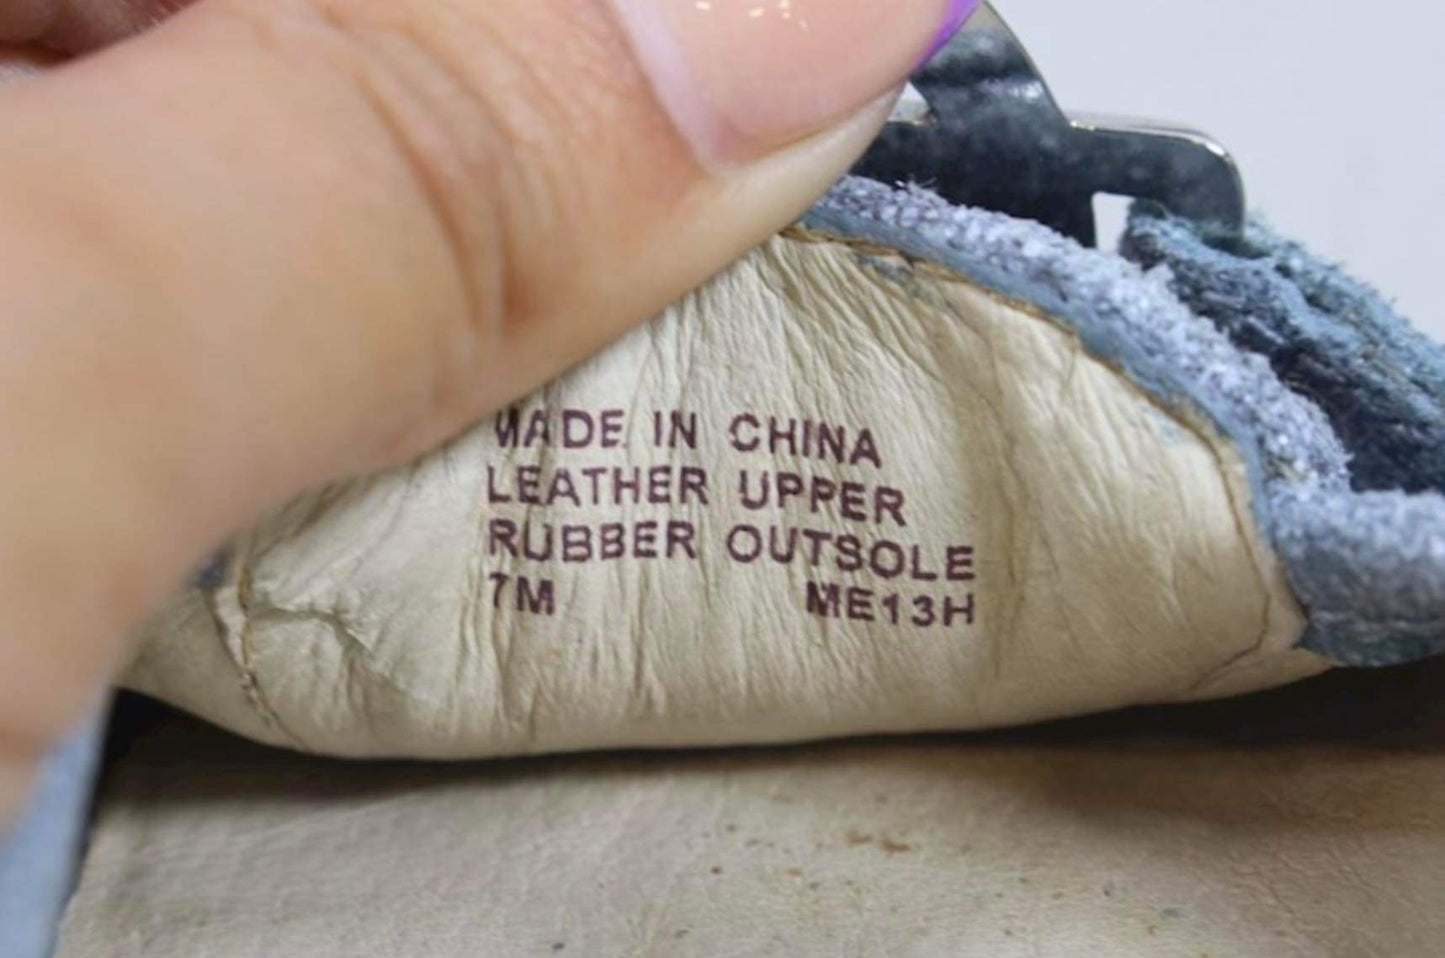 MADE IN CHINA
LEATHER UPPER
RUBBER OUTSOLE
7M ME13H